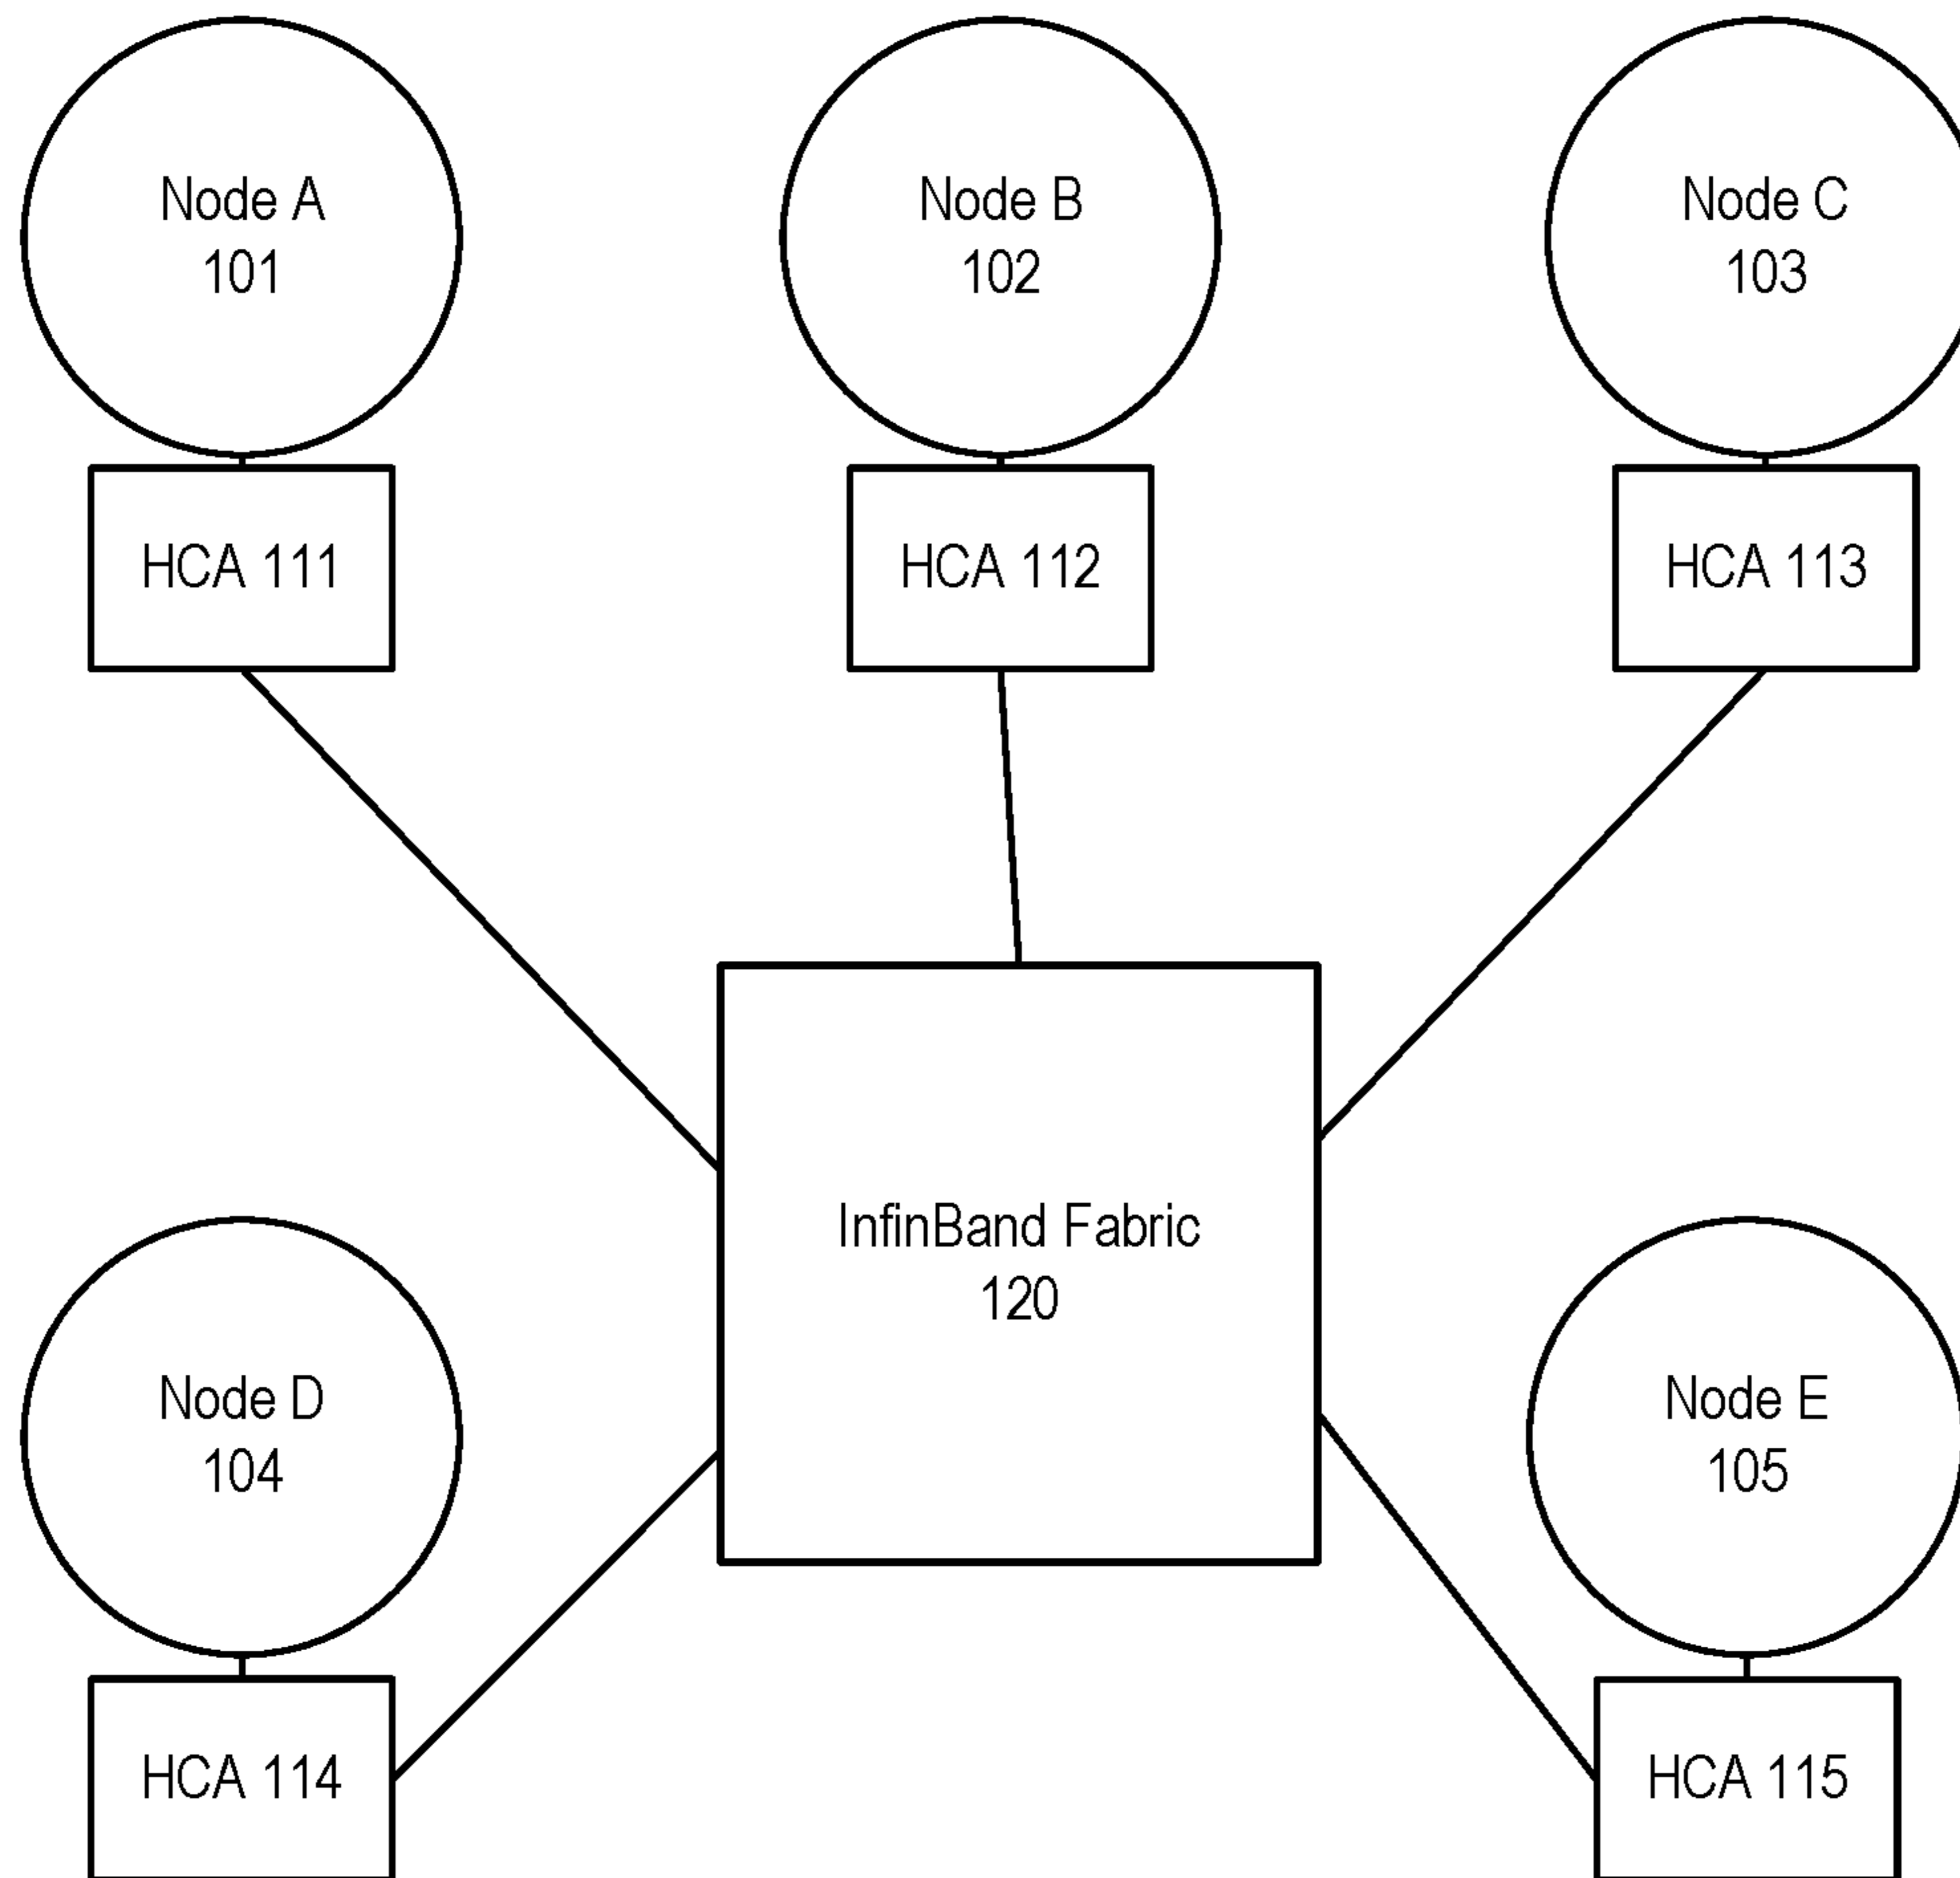 Node A
101
Node B
102
Node C
103
HCA 111
HCA 112
HCA 113
InfinBand Fabric
120
Node D
104
Node E
105
HCA 114
HCA 115